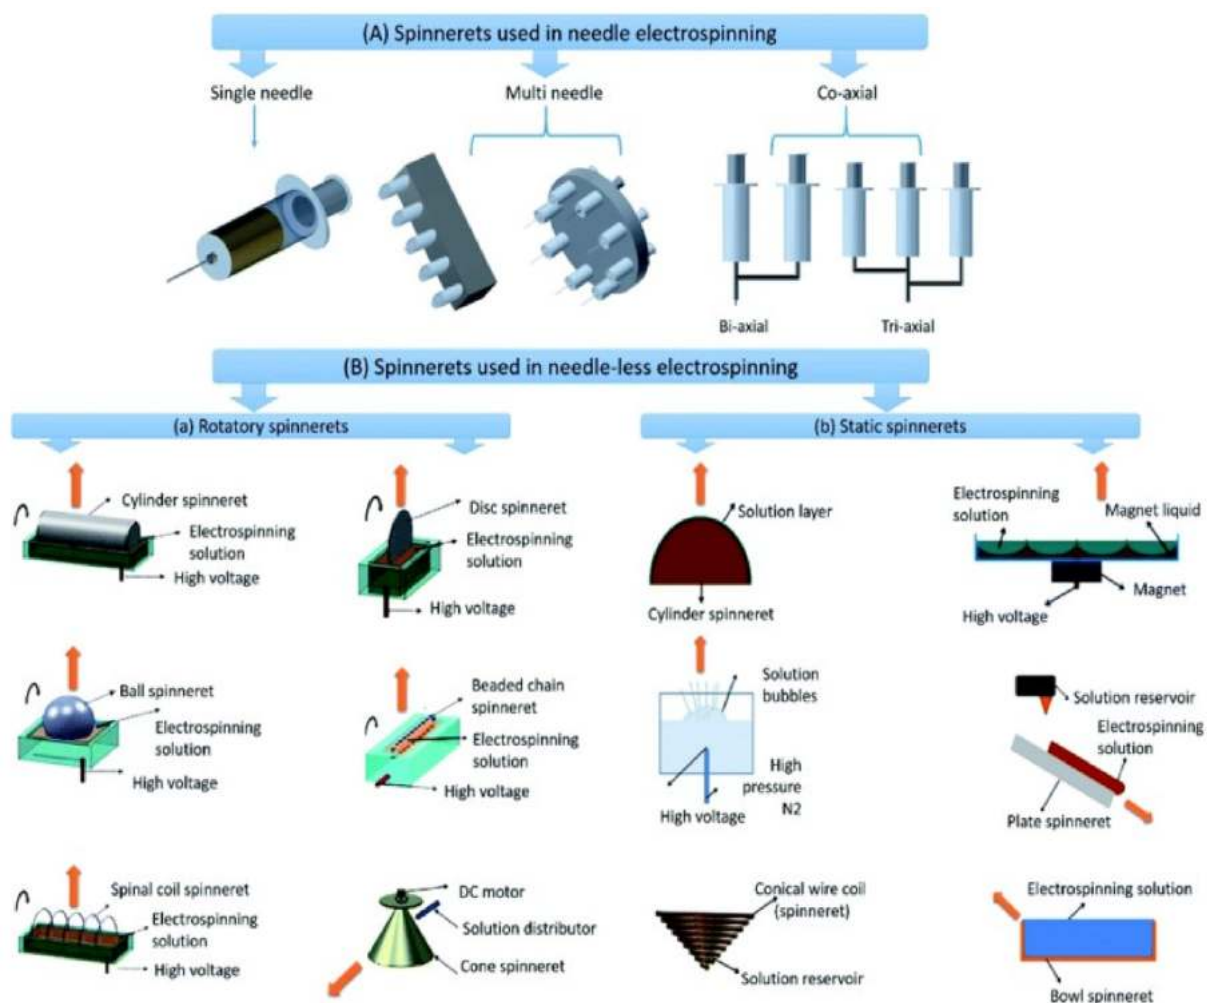 (A) Spinnerets used in needle electrospinning
Single needle
Multi needle
Co-axial
Bi-axial
Tri-axial
(B) Spinnerets used in needle-less electrospinning
(a) Rotatory spinnerets
(b) Static spinnerets
Cylinder spinneret
Electrospinning
solution
High voltage
Disc spinneret
Electrospinning
solution
High voltage
Solution layer
Cylinder spinneret
Electrospinning
solution
Magnet liquid
Magnet
High voltage
Ball spinneret
Electrospinning
solution
High voltage
Beaded chain
spinneret
Electrospinning
solution
High voltage
Solution
bubbles
High
pressure
N2
High voltage
Solution reservoir
Electrospinning
solution
Plate spinneret
Spinal coil spinneret
Electrospinning
solution
High voltage
DC motor
Solution distributor
Cone spinneret
Conical wire coil
(spinneret)
Solution reservoir
Electrospinning solution
Bowl spinneret